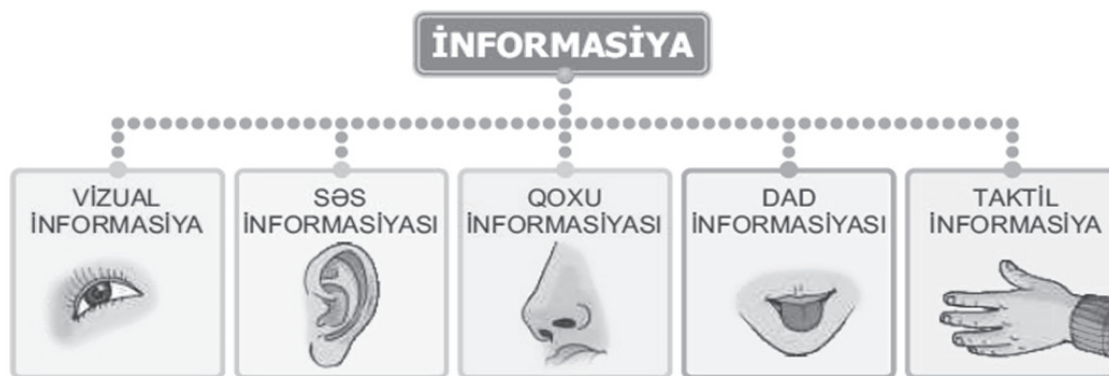 İNFORMASİYA
VİZUAL
İNFORMASİYA
SƏS
İNFORMASİYASI
QOXU
İNFORMASİYASI
DAD
İNFORMASİYASI
TAKTİL
İNFORMASİYA